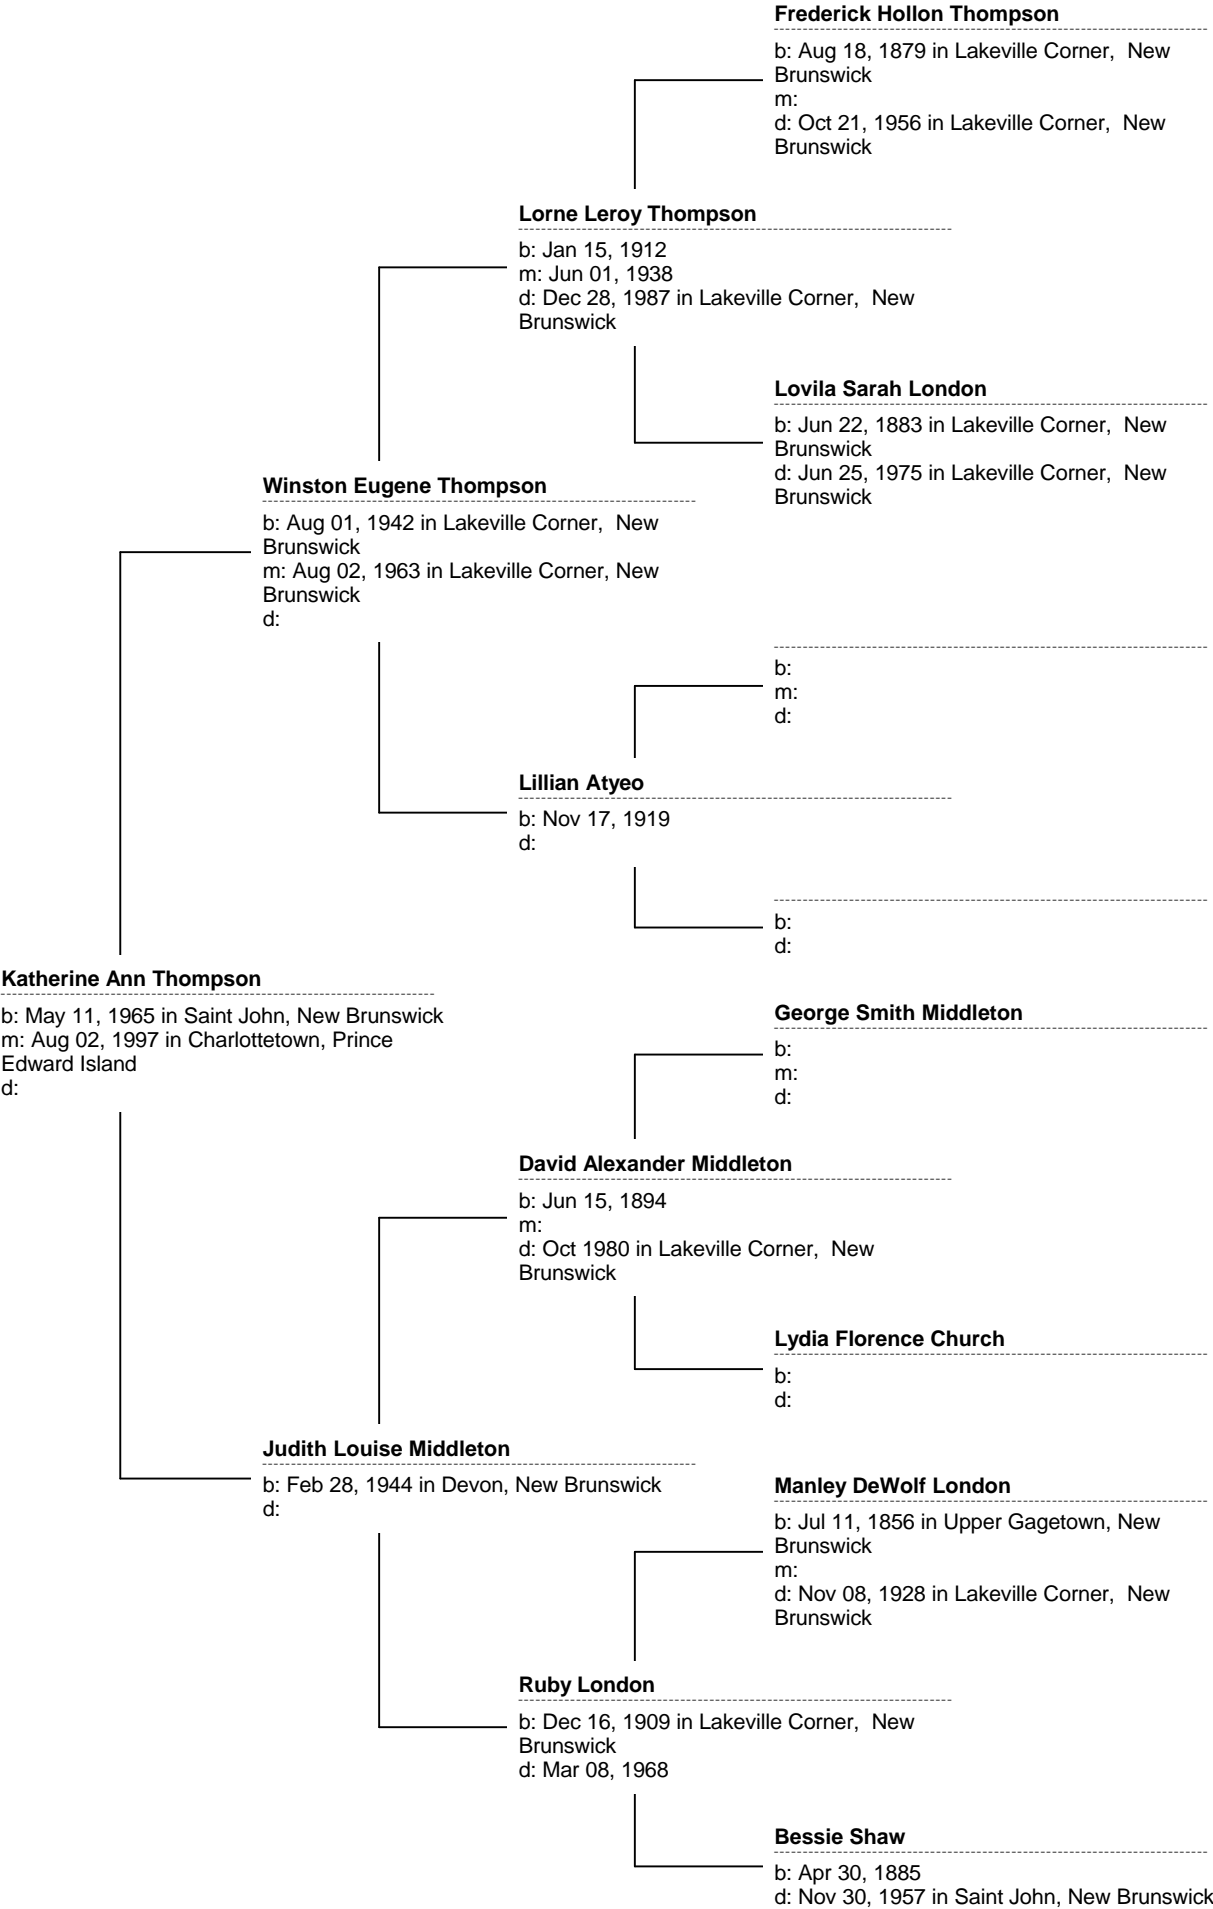 Frederick Hollon Thompson
b: Aug 18, 1879 in Lakeville Corner,  New
Brunswick
m:
d: Oct 21, 1956 in Lakeville Corner,  New
Brunswick
Lorne Leroy Thompson
b: Jan 15, 1912
m: Jun 01, 1938
d: Dec 28, 1987 in Lakeville Corner,  New
Brunswick
Lovila Sarah London
b: Jun 22, 1883 in Lakeville Corner,  New
Brunswick
d: Jun 25, 1975 in Lakeville Corner,  New
Brunswick
Winston Eugene Thompson
b: Aug 01, 1942 in Lakeville Corner,  New
Brunswick
m: Aug 02, 1963 in Lakeville Corner, New
Brunswick
d:
b:
m:
d:
Lillian Atyeo
b: Nov 17, 1919
d:
b:
d:
Katherine Ann Thompson
b: May 11, 1965 in Saint John, New Brunswick
m: Aug 02, 1997 in Charlottetown, Prince
Edward Island
d:
George Smith Middleton
b:
m:
d:
David Alexander Middleton
b: Jun 15, 1894
m:
d: Oct 1980 in Lakeville Corner,  New
Brunswick
Lydia Florence Church
b:
d:
Judith Louise Middleton
b: Feb 28, 1944 in Devon, New Brunswick
d:
Manley DeWolf London
b: Jul 11, 1856 in Upper Gagetown, New
Brunswick
m:
d: Nov 08, 1928 in Lakeville Corner,  New
Brunswick
Ruby London
b: Dec 16, 1909 in Lakeville Corner,  New
Brunswick
d: Mar 08, 1968
Bessie Shaw
b: Apr 30, 1885
d: Nov 30, 1957 in Saint John, New Brunswick